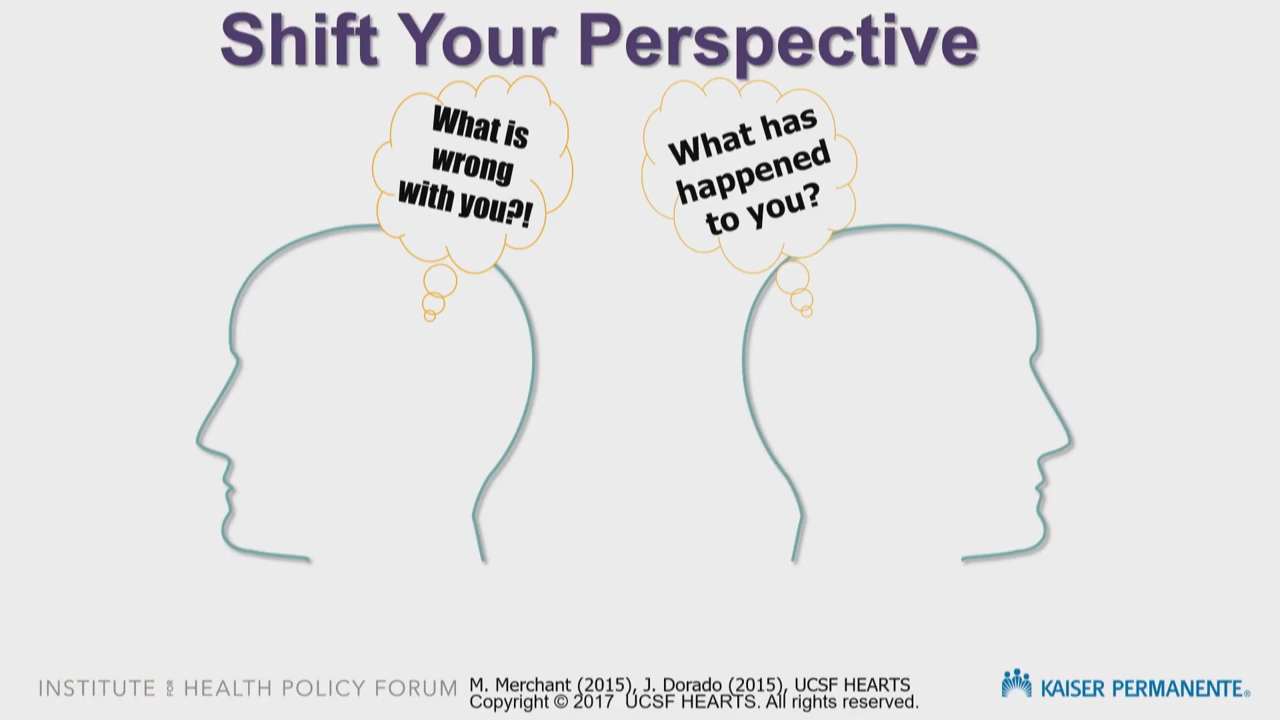 Shift Your Perspective
What is
wrong
with you?!
What has
happened
to you?
INSTITUTE FOR HEALTH POLICY FORUM
M. Merchant (2015), J. Dorado (2015), UCSF HEARTS
Copyright © 2017 UCSF HEARTS. All rights reserved.
KAISER PERMANENTE®